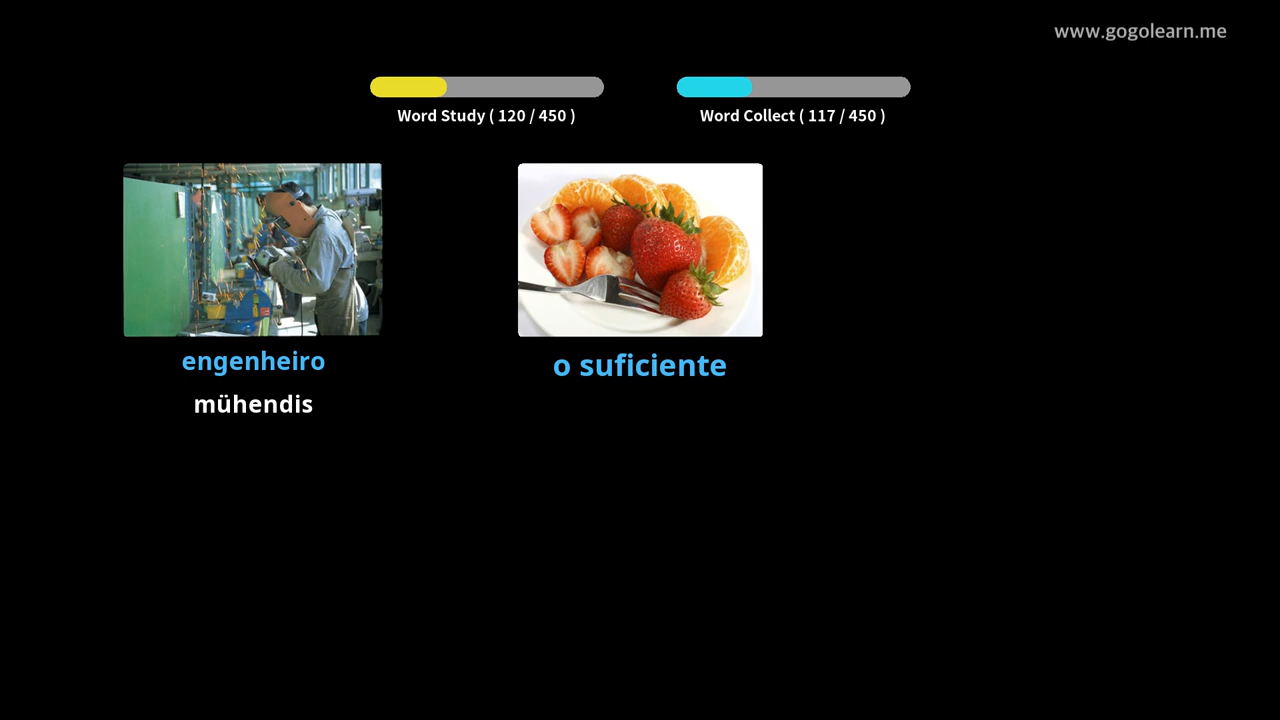 www.gogolearn.me
Word Study ( 120 / 450 )
Word Collect ( 117 / 450 )
engenheiro
mühendis
o suficiente